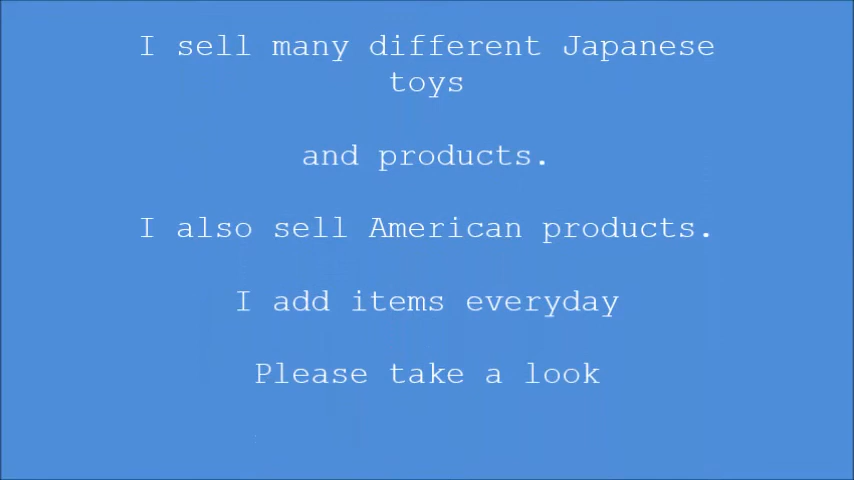 I sell many different Japanese
toys
and products.
I also sell American products.
I add items everyday
Please take a look